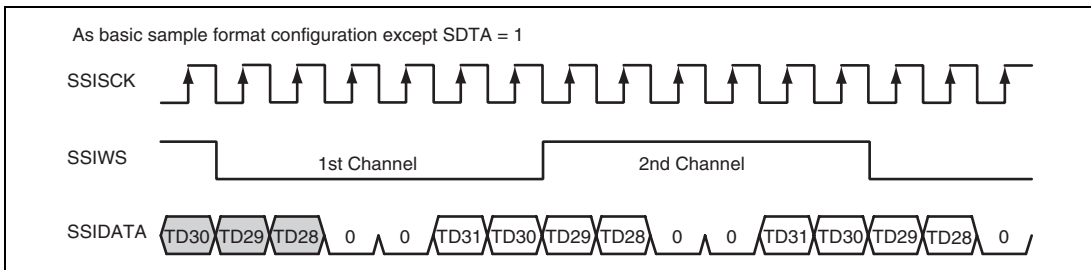 As basic sample format configuration except SDTA = 1
SSISCK
SSIWS 1st Channel 2nd Channel
SSIDATA TD30 TD29 TD28 0 0 TD31 TD30 TD29 TD28 0 0 TD31 TD30 TD29 TD28 0